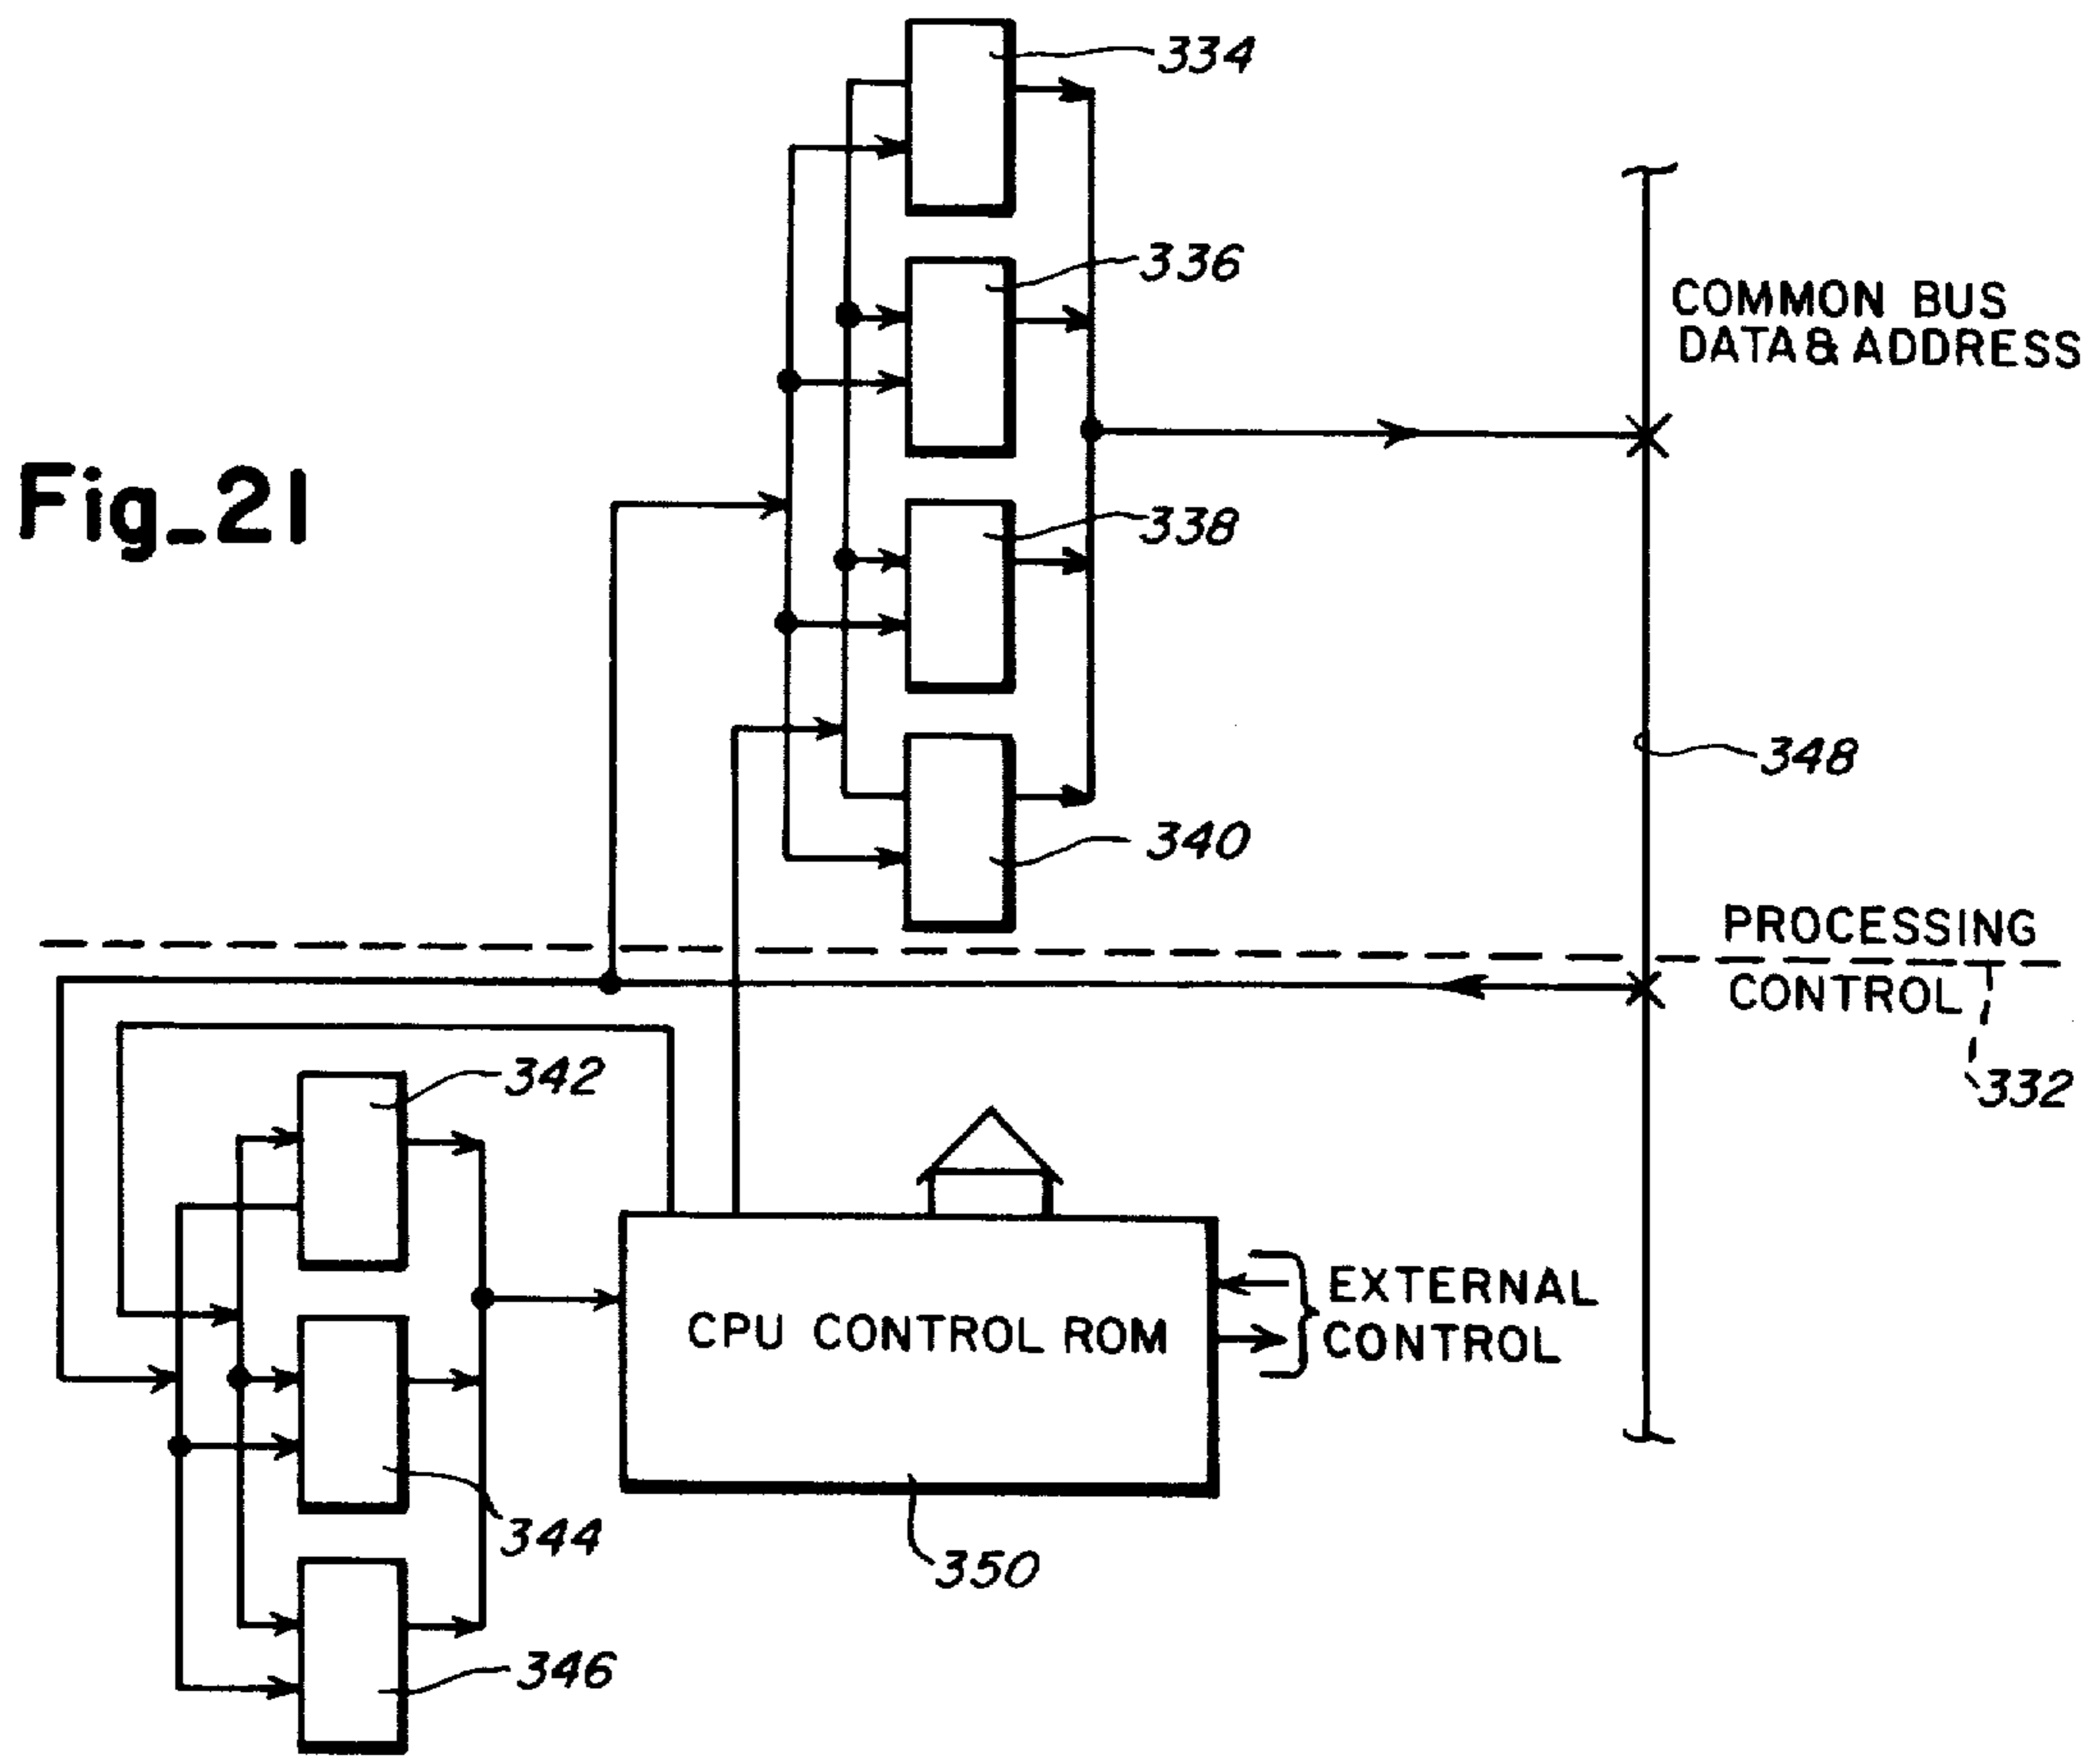 334
336
COMMON BUS
DATA & ADDRESS
Fig_21
338
348
340
PROCESSING
CONTROL
332
342
CPU CONTROL ROM
EXTERNAL
CONTROL
344
350
346